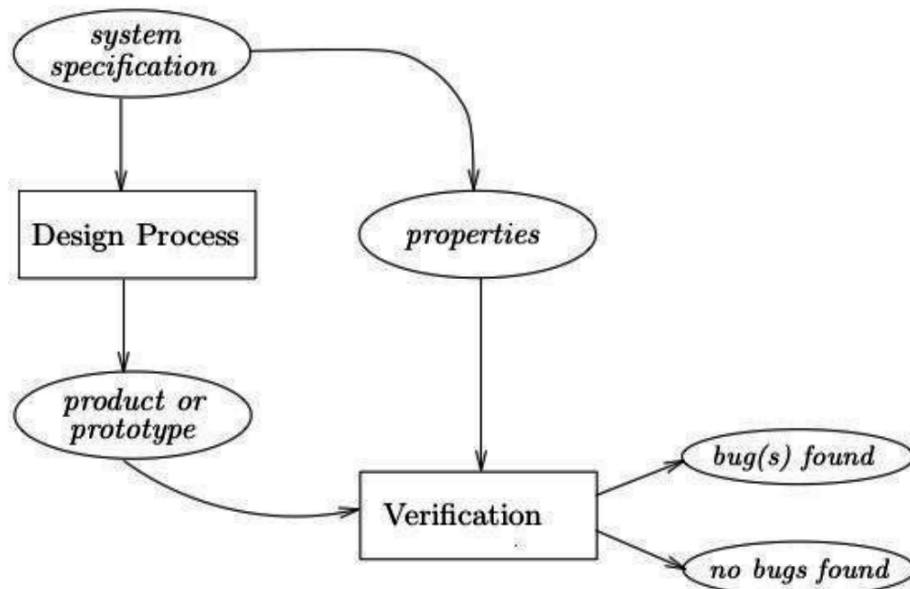 system
specification
Design Process
properties
product or
prototype
Verification
bug(s) found
no bugs found